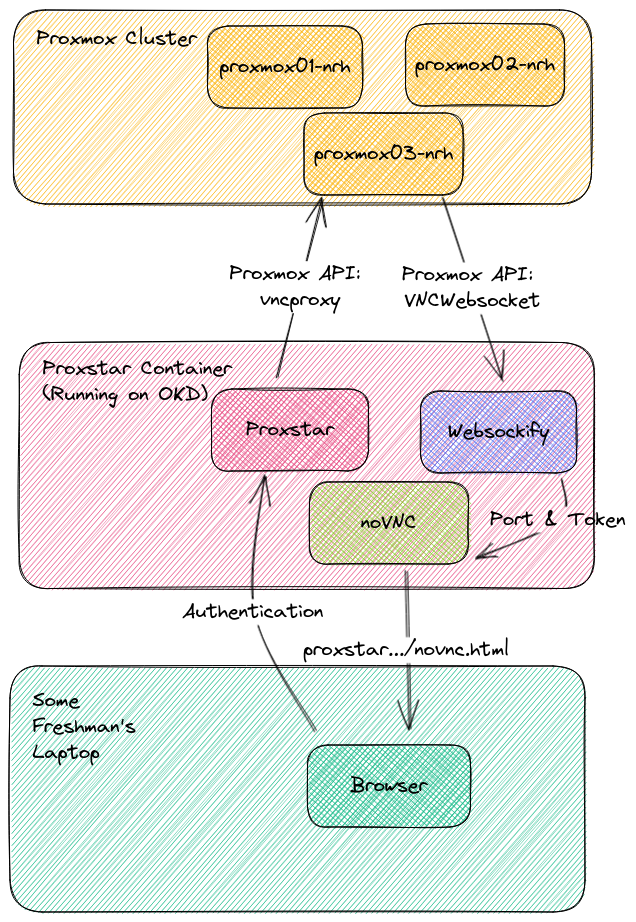 Proxmox Cluster
proxmox01-nrh
proxmox02-nrh
proxmox03-nrh
Proxmox API:
vncproxy
Proxmox API:
VNCWebsocket
Proxstar Container
(Running on OKD)
Proxstar
Websockify
noVNC
Port & Token
Authentication
proxstar.../novnc.html
Some
Freshman's
Laptop
Browser